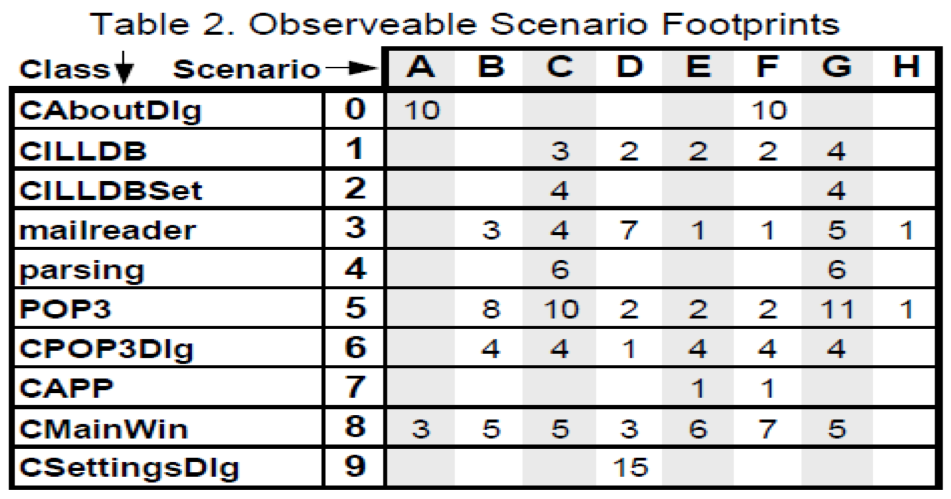 Table 2. Observeable Scenario Footprints
Class Scenario A B C D E F G H
CAboutDlg 0 10 10
CILLDB 1 3 2 2 2 4
CILLDBSet 2 4 4
mailreader 3 3 4 7 1 1 5 1
parsing 4 6 6
POP3 5 8 10 2 2 2 11 1
CPOP3Dlg 6 4 4 1 4 4 4
CAPP 7 1 1
CMainWin 8 3 5 5 3 6 7 5
CSettingsDlg 9 15